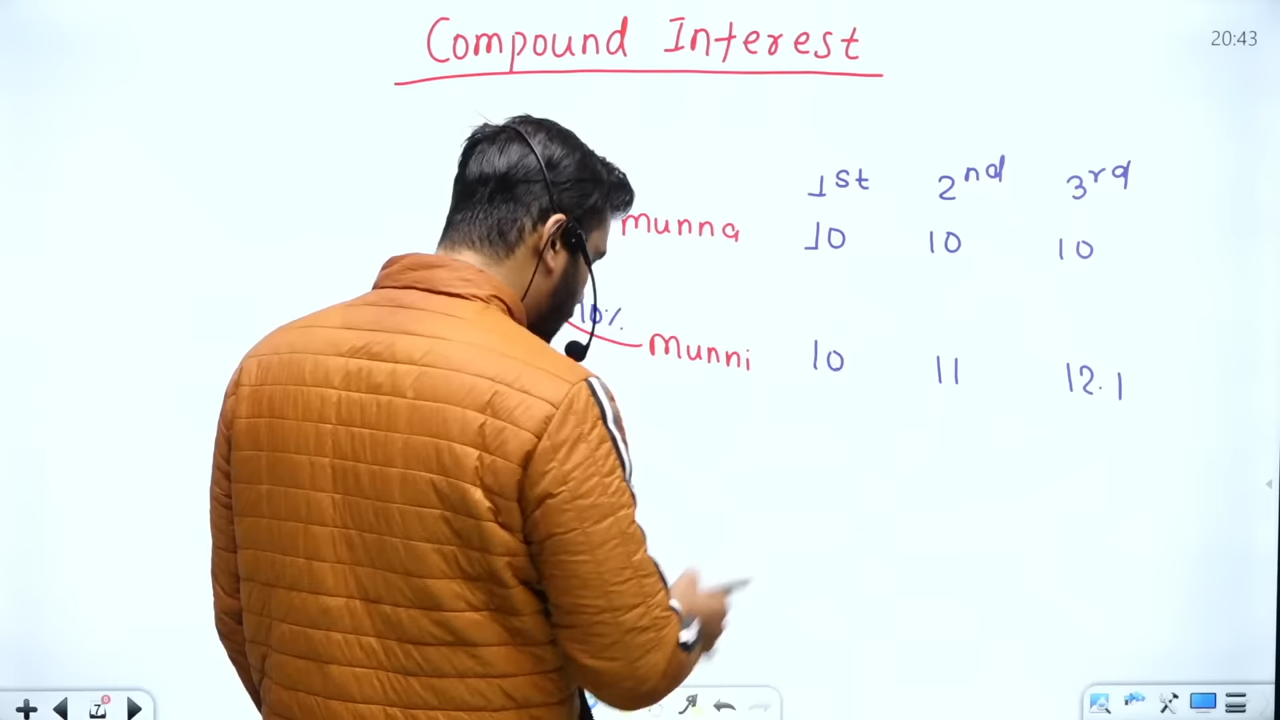 Compound Interest
20:43
1st 2nd 3rd
munna 10 10 10
10%
munni 10 11 12.1